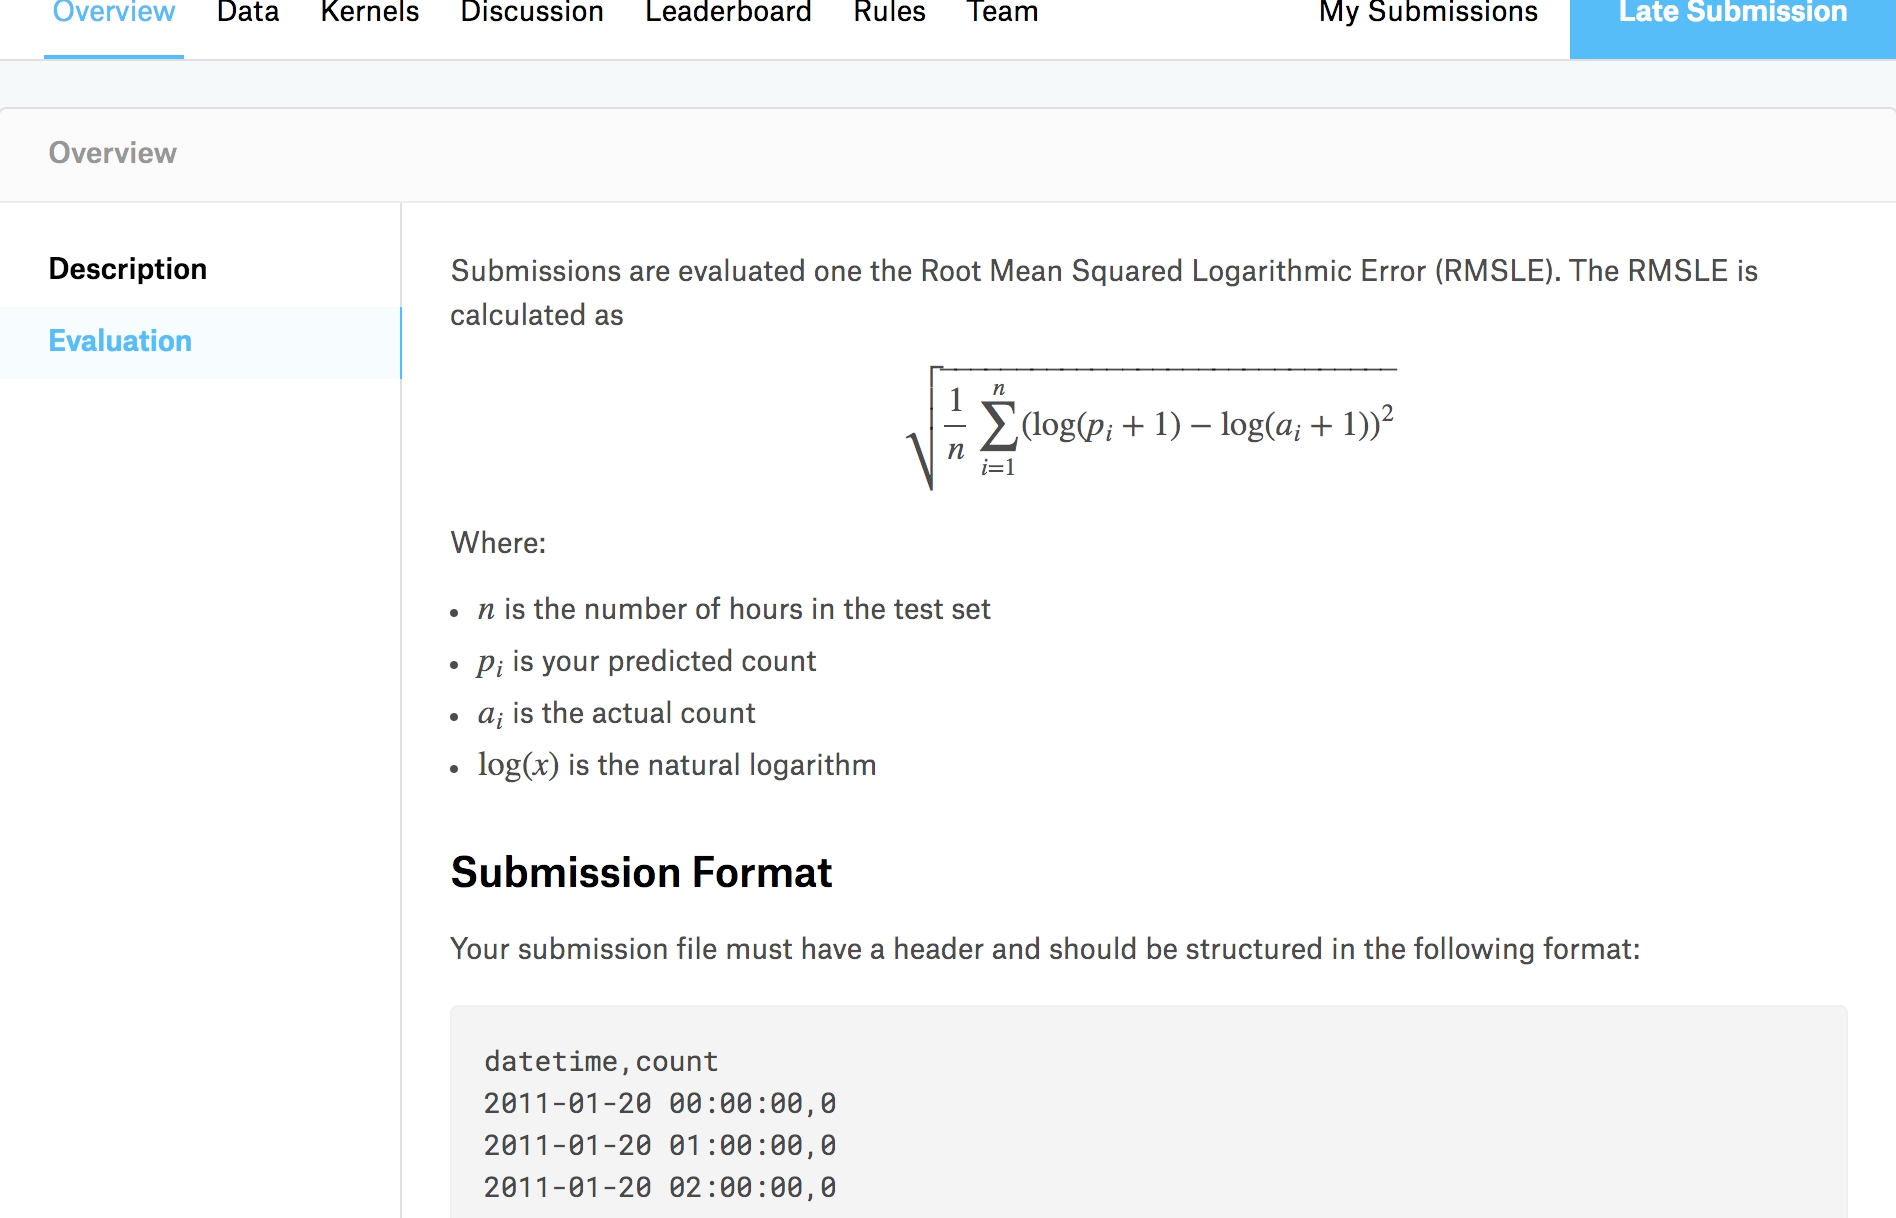 Overview Data Kernels Discussion Leaderboard Rules Team My Submissions Late Submission
Overview
Description
Evaluation
Submissions are evaluated one the Root Mean Squared Logarithmic Error (RMSLE). The RMSLE is
calculated as
√(1/n ∑_{i=1}^{n} (log(p_i + 1) − log(a_i + 1))²)
Where:
• n is the number of hours in the test set
• p_i is your predicted count
• a_i is the actual count
• log(x) is the natural logarithm
Submission Format
Your submission file must have a header and should be structured in the following format:
datetime,count
2011-01-20 00:00:00,0
2011-01-20 01:00:00,0
2011-01-20 02:00:00,0